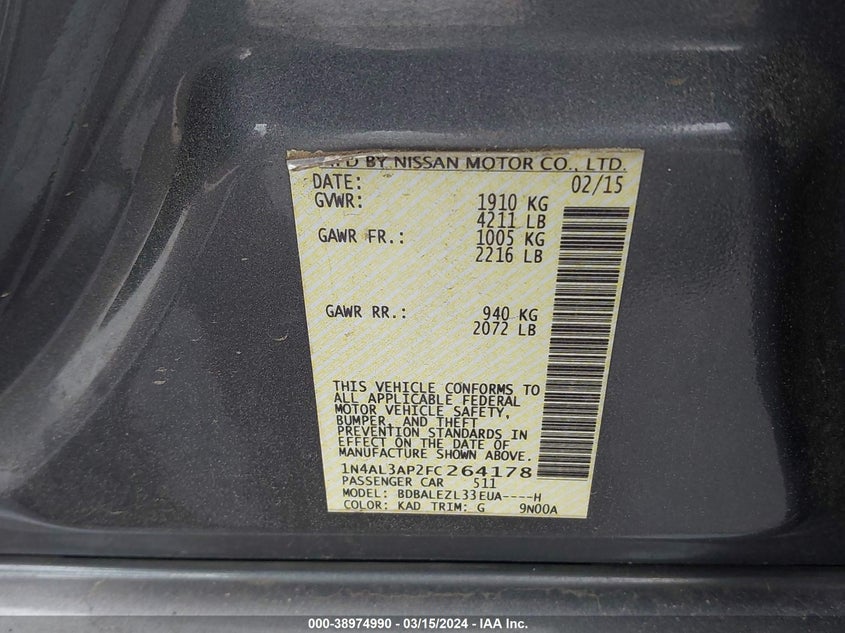 MFD BY NISSAN MOTOR CO., LTD.
DATE: 02/15
GVWR: 1910 KG
4211 LB
GAWR FR.: 1005 KG
2216 LB
GAWR RR.: 940 KG
2072 LB
THIS VEHICLE CONFORMS TO
ALL APPLICABLE FEDERAL
MOTOR VEHICLE SAFETY,
BUMPER, AND THEFT
PREVENTION STANDARDS IN
EFFECT ON THE DATE OF
MANUFACTURE SHOWN ABOVE.
1N4AL3AP2FC264178
PASSENGER CAR 511
MODEL: BDBALEZL33EUA----H
COLOR: KAD TRIM: G 9N00A
000-38974990 - 03/15/2024 - IAA Inc.